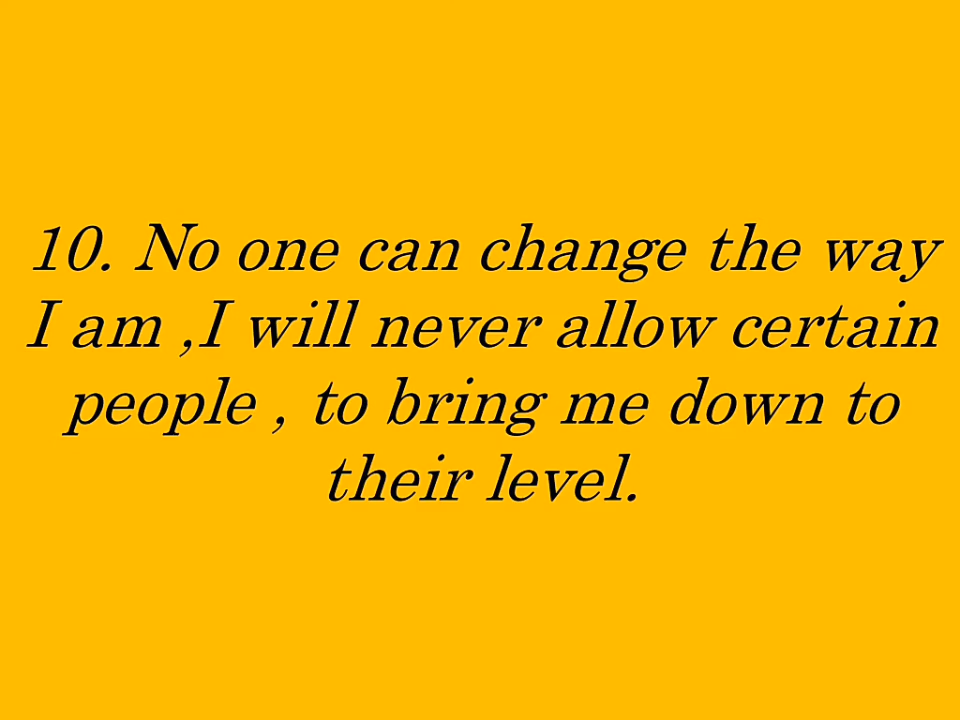 10. No one can change the way
I am ,I will never allow certain
people , to bring me down to
their level.